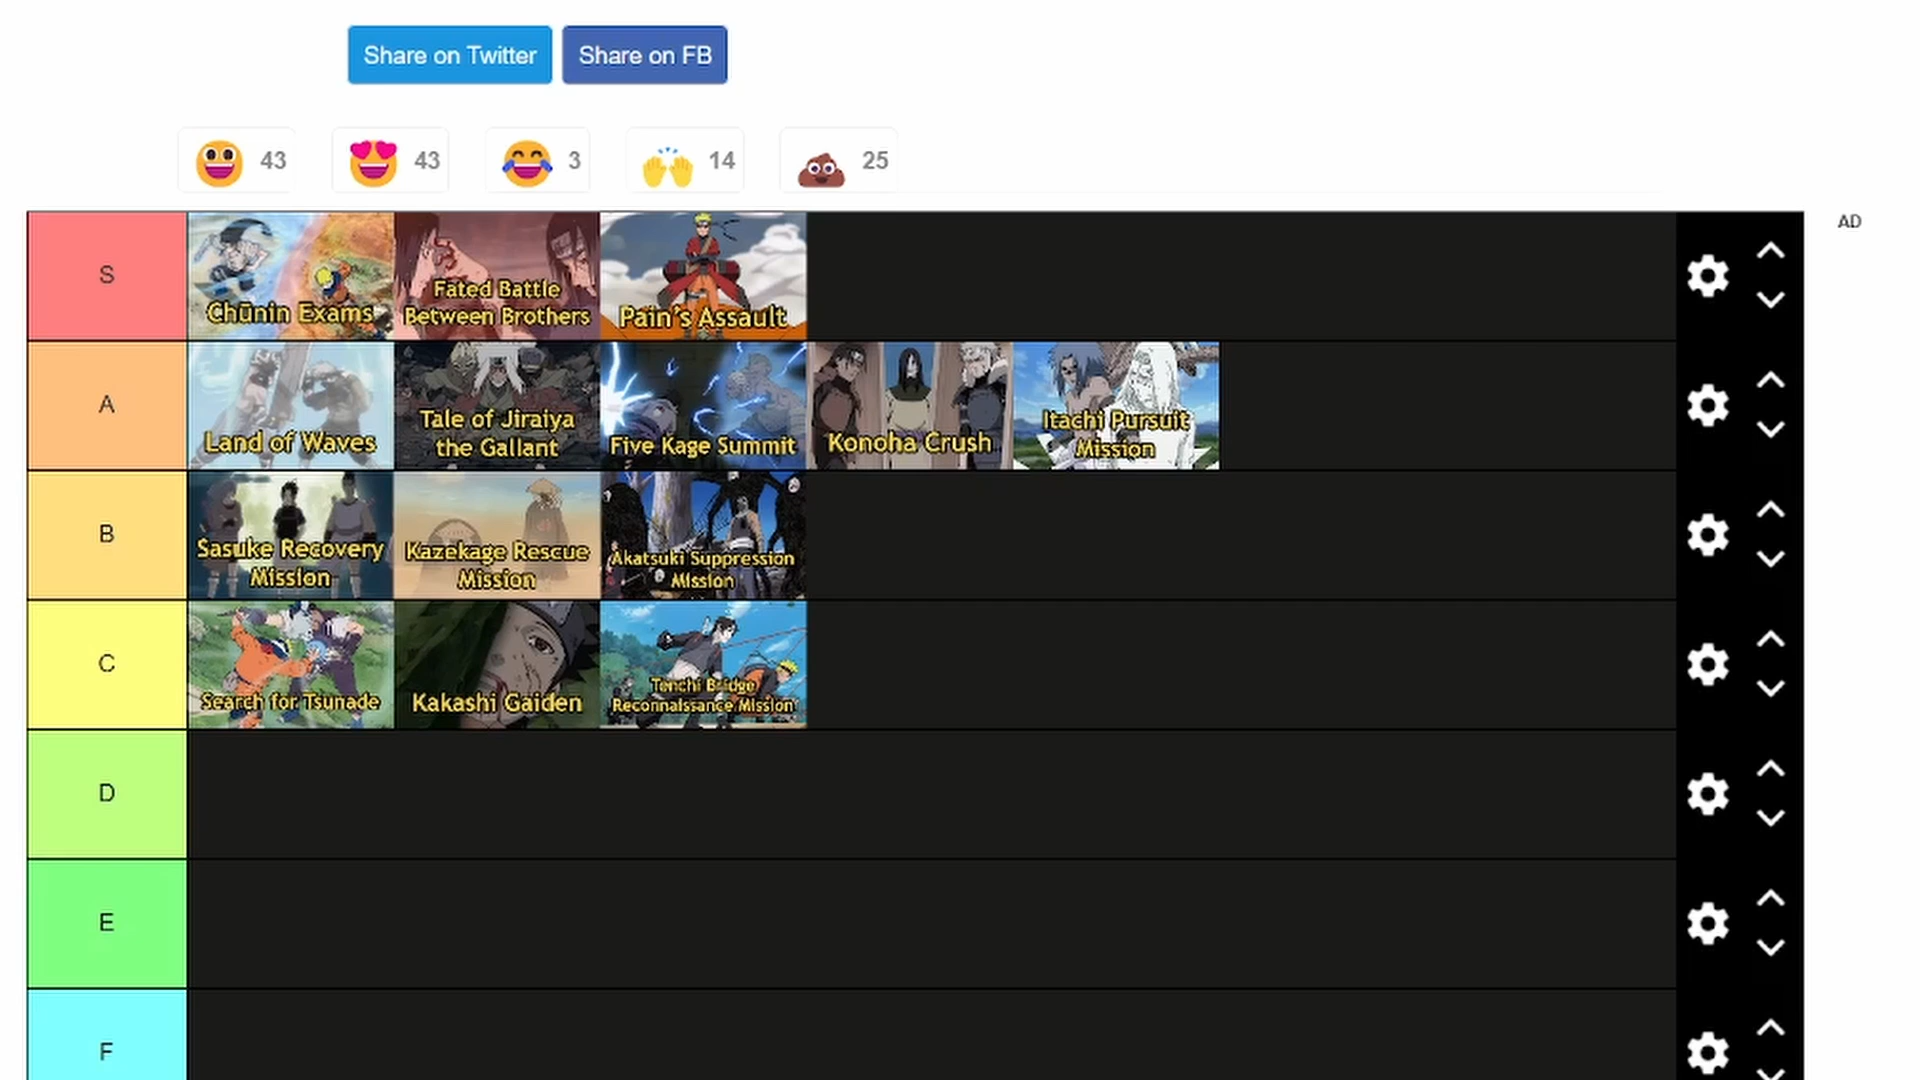 Share on Twitter Share on FB
43 43 3 14 25
AD
S
Chūnin Exams
Fated Battle
Between Brothers
Pain's Assault
A
Land of Waves
Tale of Jiraiya
the Gallant
Five Kage Summit
Konoha Crush
Itachi Pursuit
Mission
B
Sasuke Recovery
Mission
Kazekage Rescue
Mission
Akatsuki Suppression
Mission
C
Search for Tsunade
Kakashi Gaiden
Tenchi Bridge
Reconnaissance Mission
D
E
F